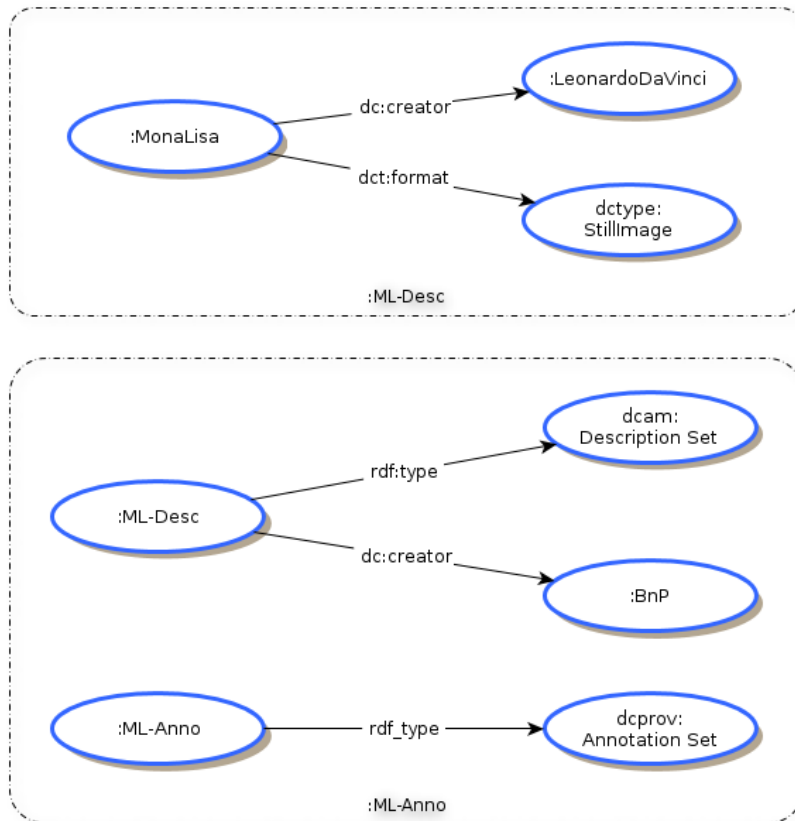 :LeonardoDaVinci
dc:creator
:MonaLisa
dct:format
dctype:
StillImage
:ML-Desc
dcam:
Description Set
rdf:type
:ML-Desc
dc:creator
:BnP
:ML-Anno
rdf_type
dcprov:
Annotation Set
:ML-Anno